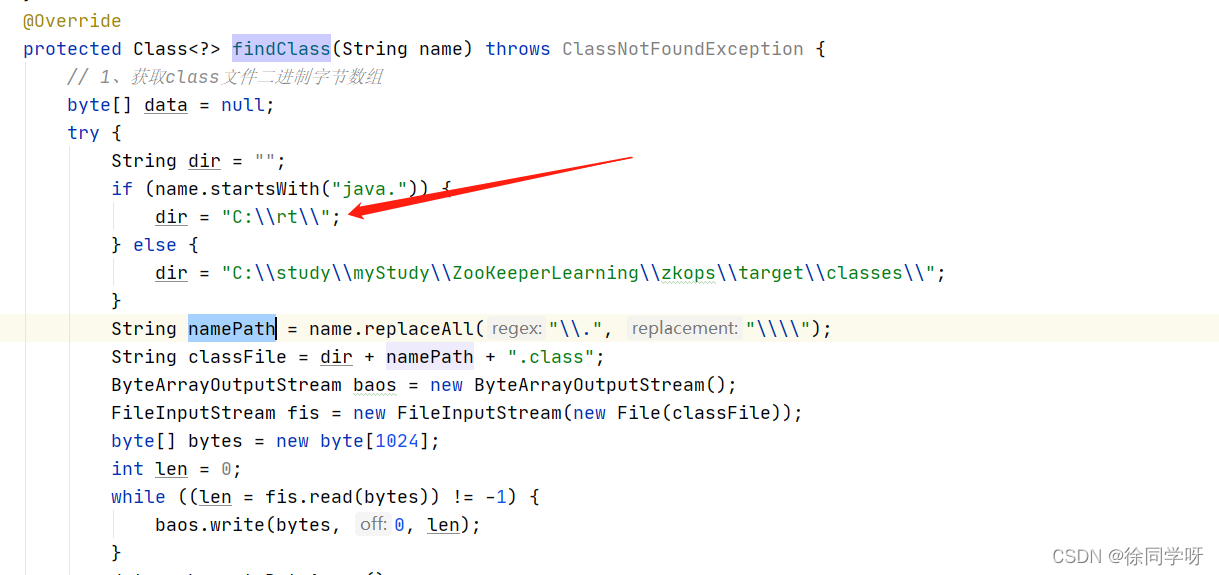 @Override
protected Class<?> findClass(String name) throws ClassNotFoundException {
// 1、获取class文件二进制字节数组
byte[] data = null;
try {
String dir = "";
if (name.startsWith("java.")) {
dir = "C:\\rt\\";
} else {
dir = "C:\\study\\myStudy\\ZooKeeperLearning\\zkops\\target\\classes\\";
}
String namePath = name.replaceAll( regex: "\\.", replacement: "\\\\");
String classFile = dir + namePath + ".class";
ByteArrayOutputStream baos = new ByteArrayOutputStream();
FileInputStream fis = new FileInputStream(new File(classFile));
byte[] bytes = new byte[1024];
int len = 0;
while ((len = fis.read(bytes)) != -1) {
baos.write(bytes, off: 0, len);
}
CSDN @徐同学呀